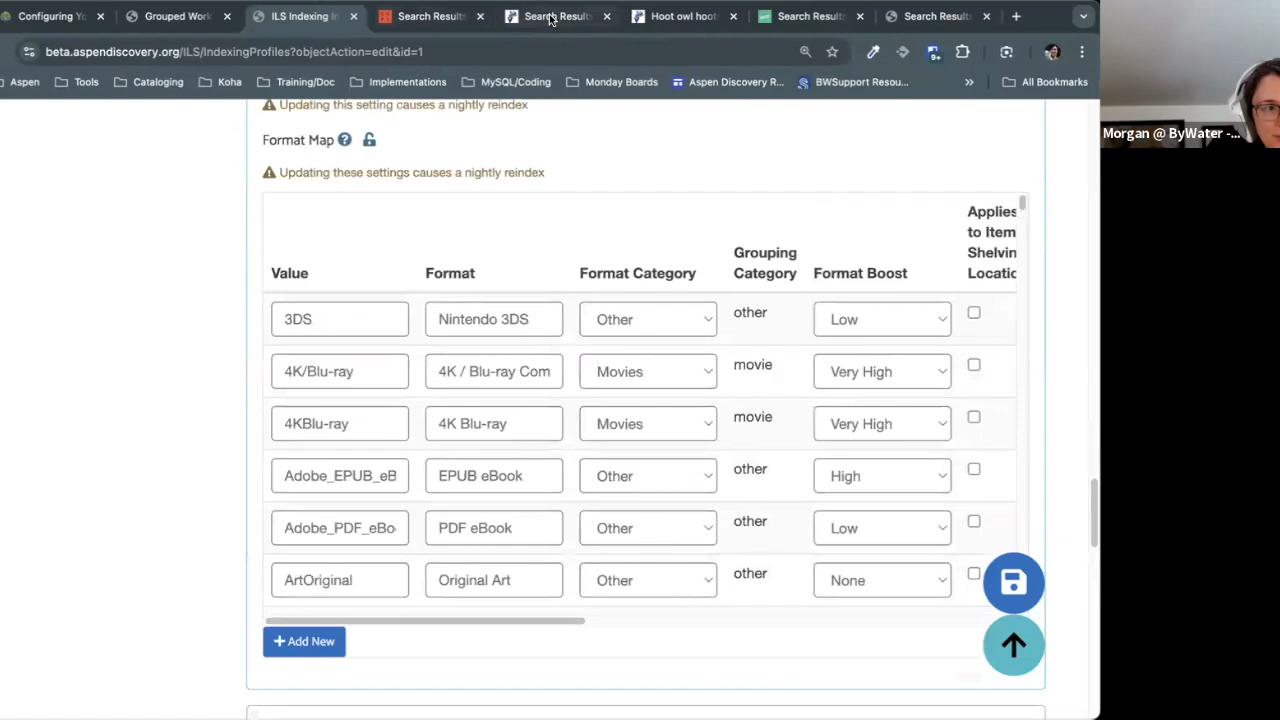 Configuring Yo
Grouped Work
ILS Indexing In
Search Results
Search Results
Hoot owl hoot!
Search Results
Search Results
beta.aspendiscovery.org/ILS/IndexingProfiles?objectAction=edit&id=1
9+
Aspen
Tools
Cataloging
Koha
Training/Doc
Implementations
MySQL/Coding
Monday Boards
Aspen Discovery R...
BWSupport Resou...
»
All Bookmarks
Morgan @ ByWater -...
Updating this setting causes a nightly reindex
Format Map
Updating these settings causes a nightly reindex
Value Format Format Category Grouping Category Format Boost Applies to Item Shelvin Locatio
3DS Nintendo 3DS Other other Low
4K/Blu-ray 4K / Blu-ray Com Movies movie Very High
4KBlu-ray 4K Blu-ray Movies movie Very High
Adobe_EPUB_eB EPUB eBook Other other High
Adobe_PDF_eBo PDF eBook Other other Low
ArtOriginal Original Art Other other None
+ Add New